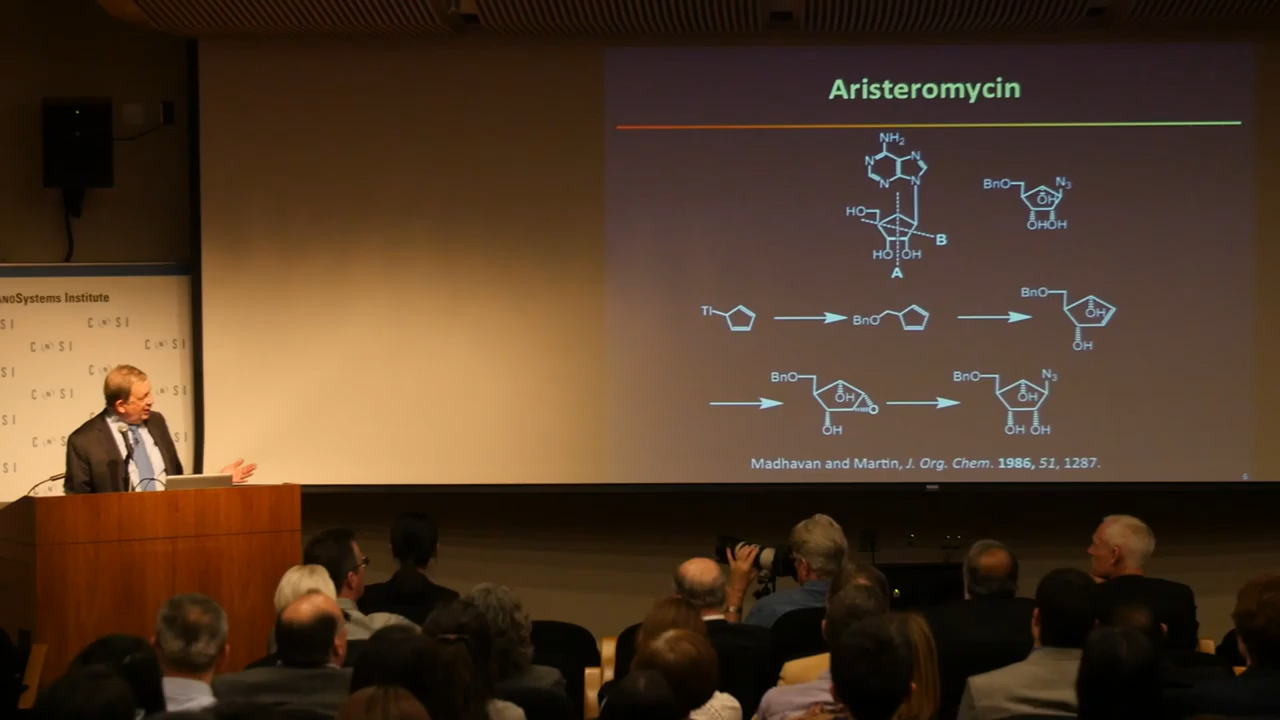 Aristeromycin
NH2
N
N
N
N
HO
B
HO
OH
A
BnO
N3
OH
OHOH
Tl
BnO
BnO
OH
OH
BnO
OH
O
OH
BnO
N3
OH
OH
OH
Madhavan and Martin, J. Org. Chem. 1986, 51, 1287.
6
NANOSystems Institute